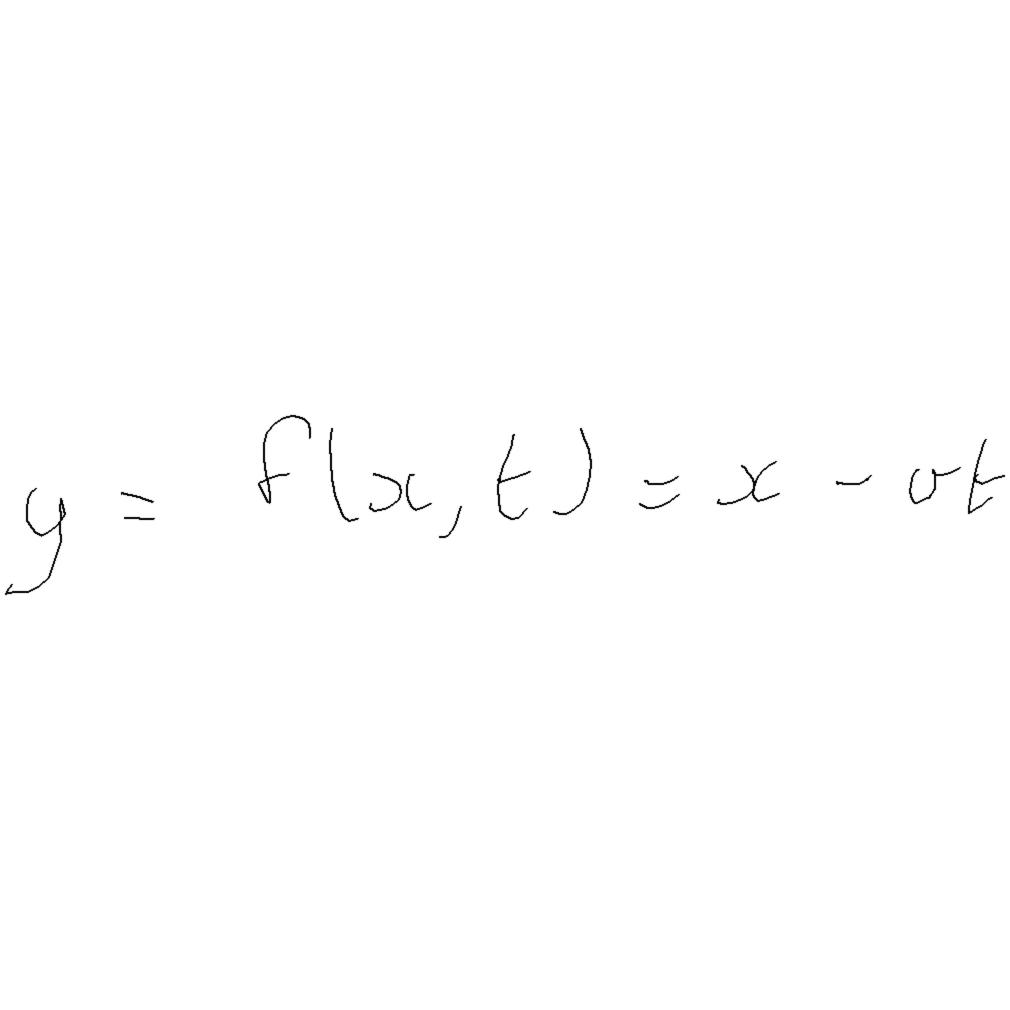 y = f(x, t) = x - vt